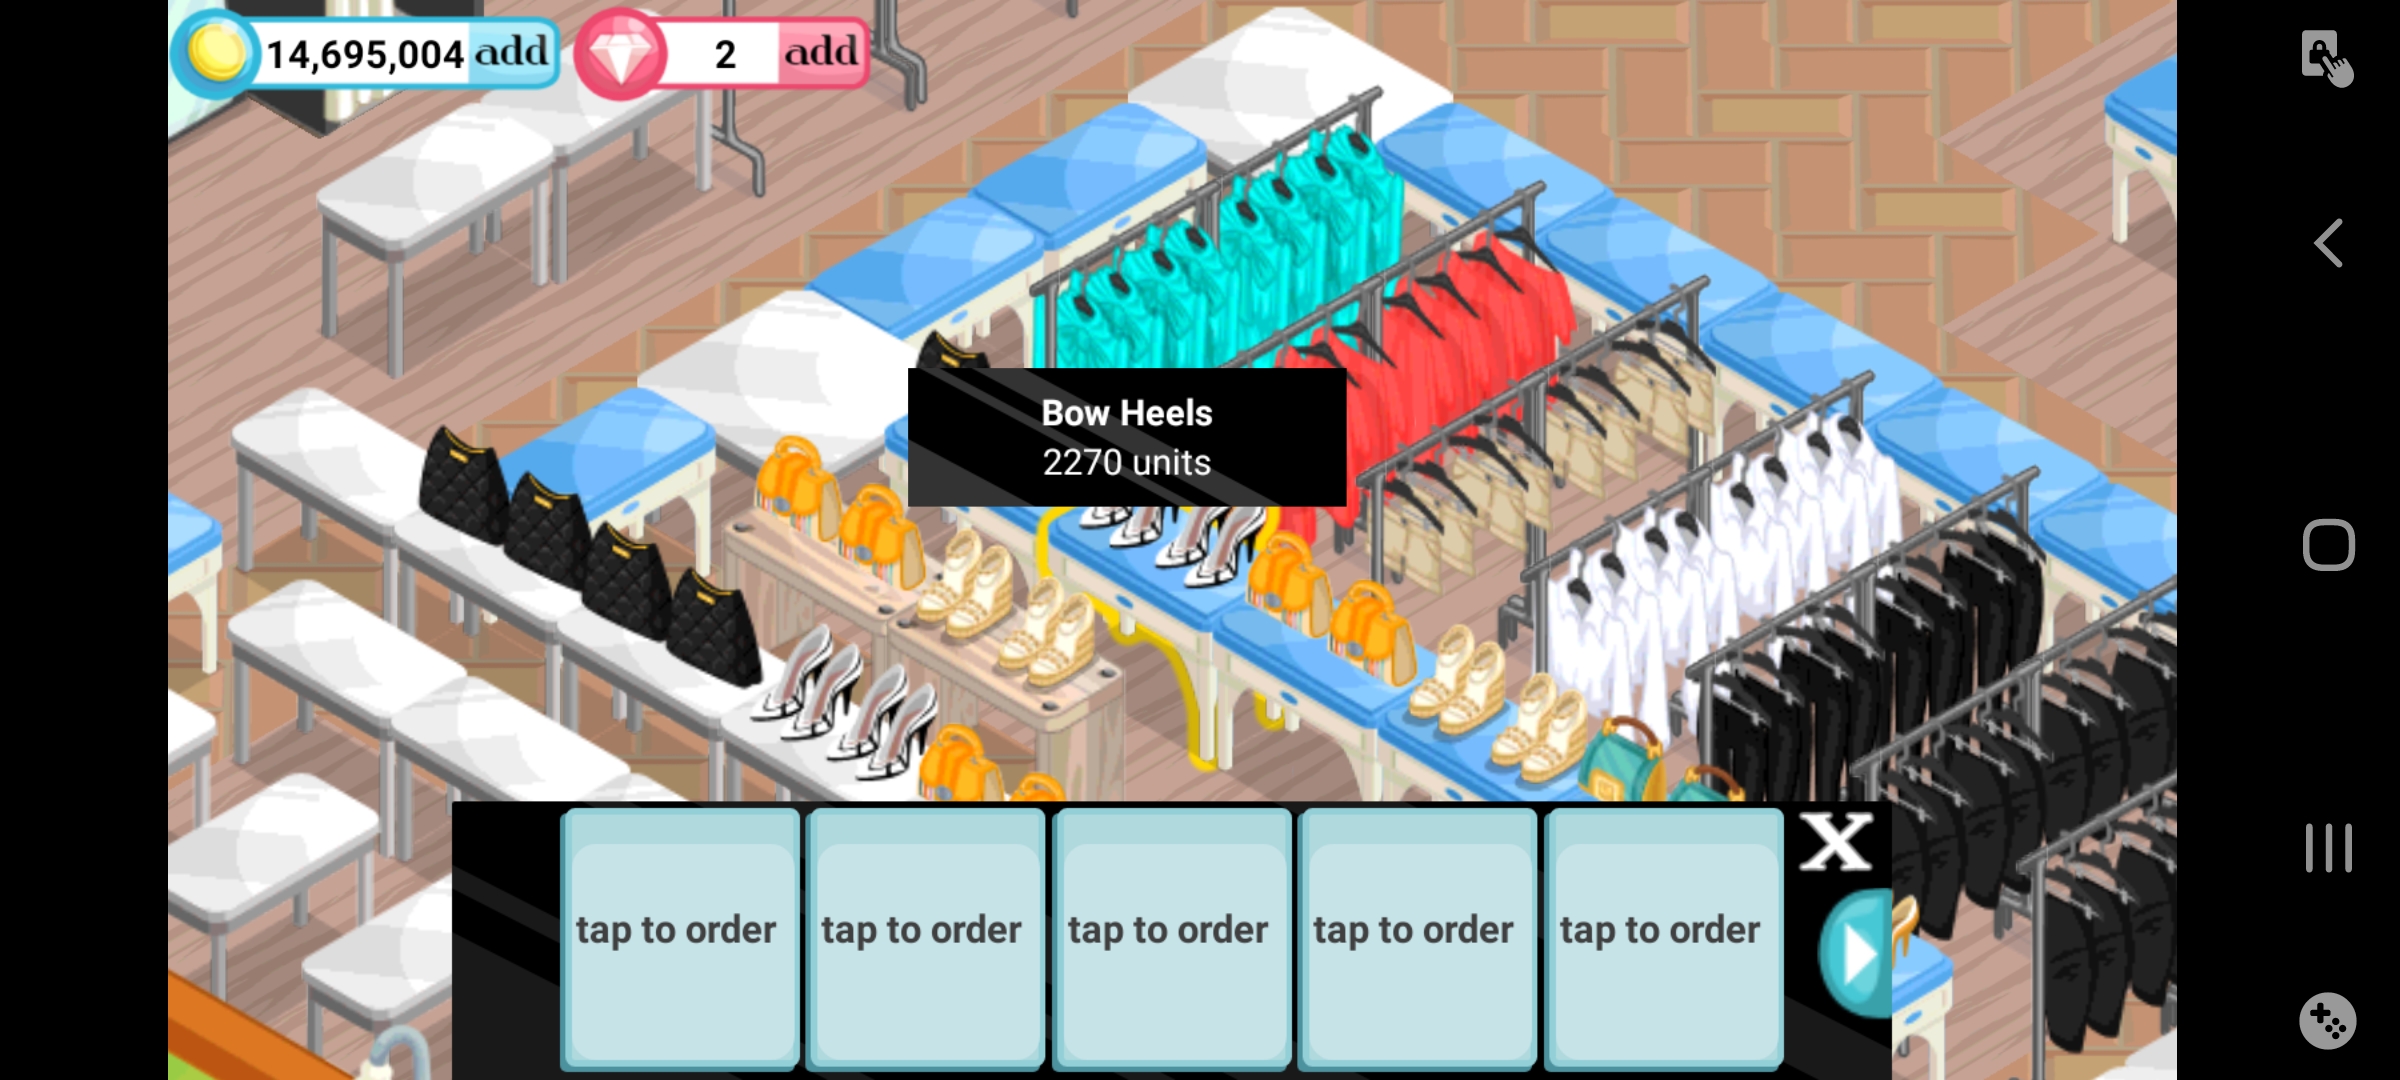 14,695,004 add
2 add
Bow Heels
2270 units
X
tap to order
tap to order
tap to order
tap to order
tap to order